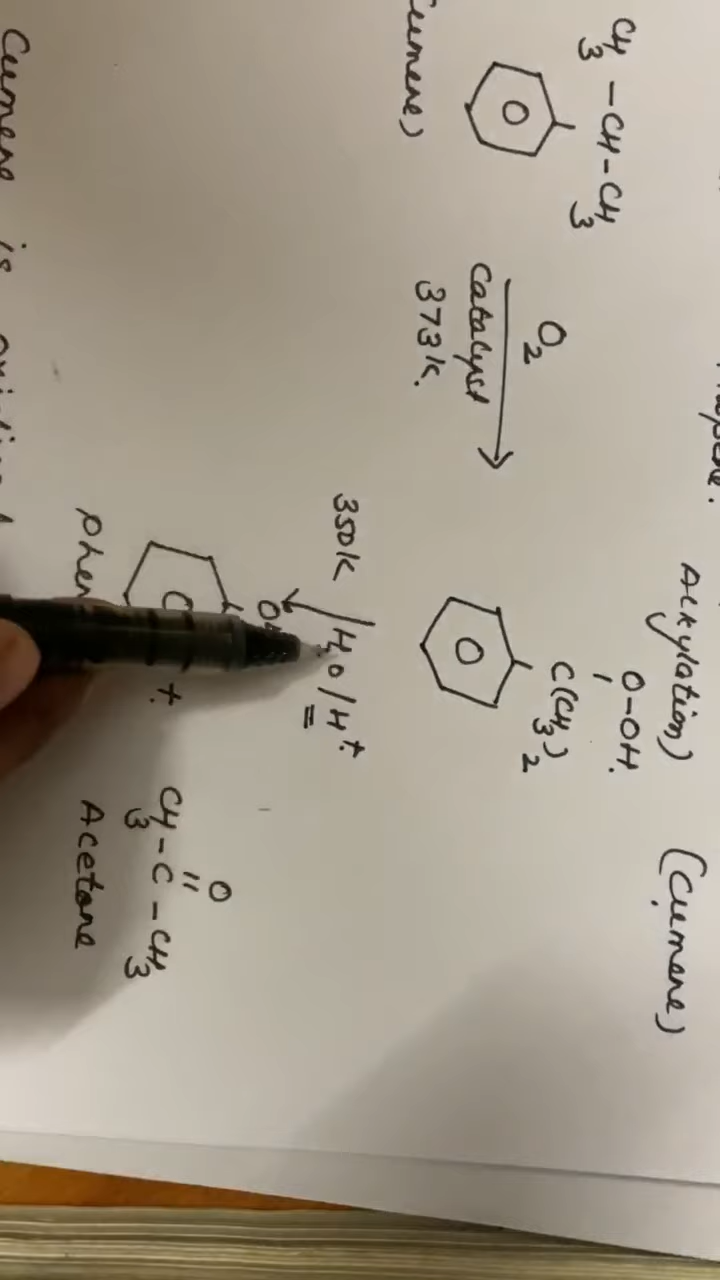 Alkylation) (Cumene)
CH3 - CH - CH3
O2
catalyst
373K.
O-OH.
C(CH3)2
Cumene)
350K / H2O / H+
+
O
CH3 - C - CH3
Acetone
Cumene is